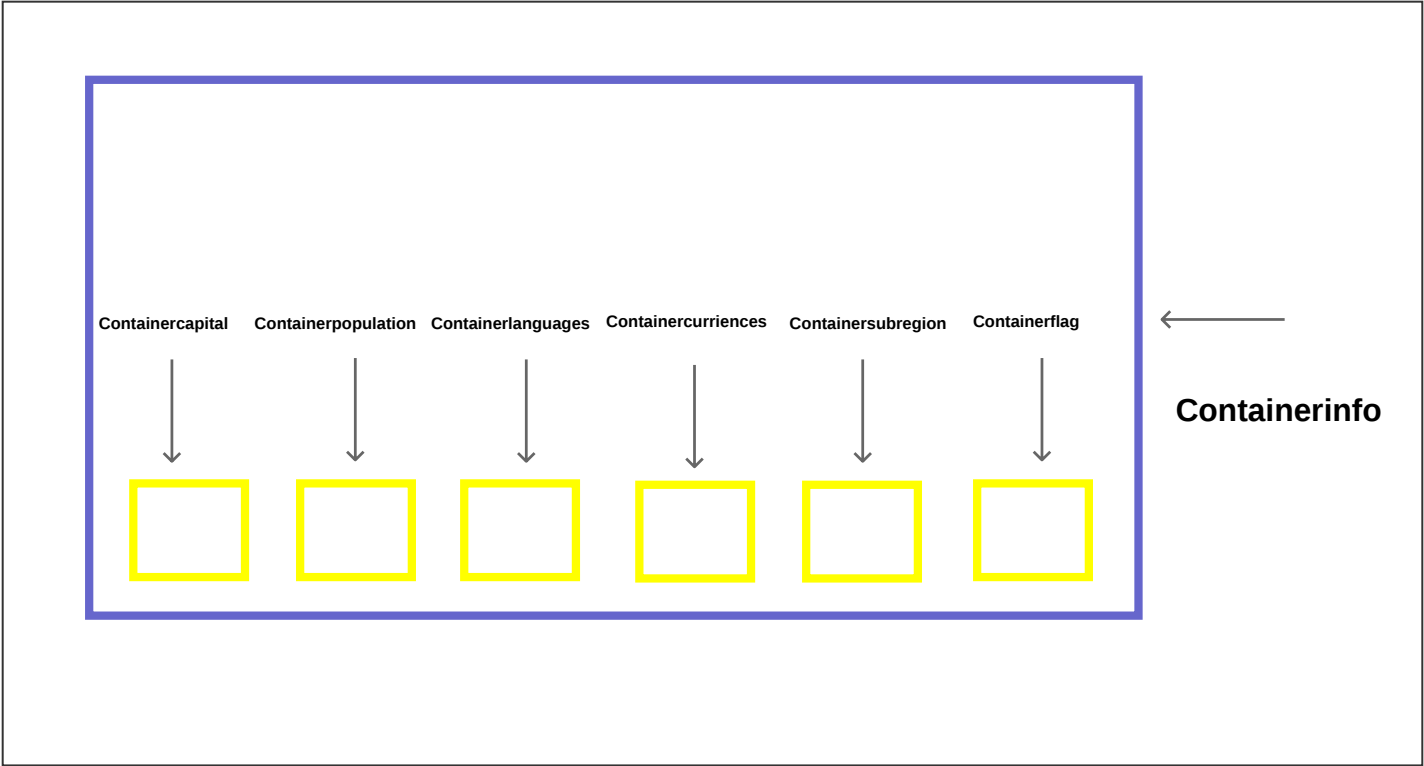 Containercapital
Containerpopulation
Containerlanguages
Containercurriences
Containersubregion
Containerflag
Containerinfo